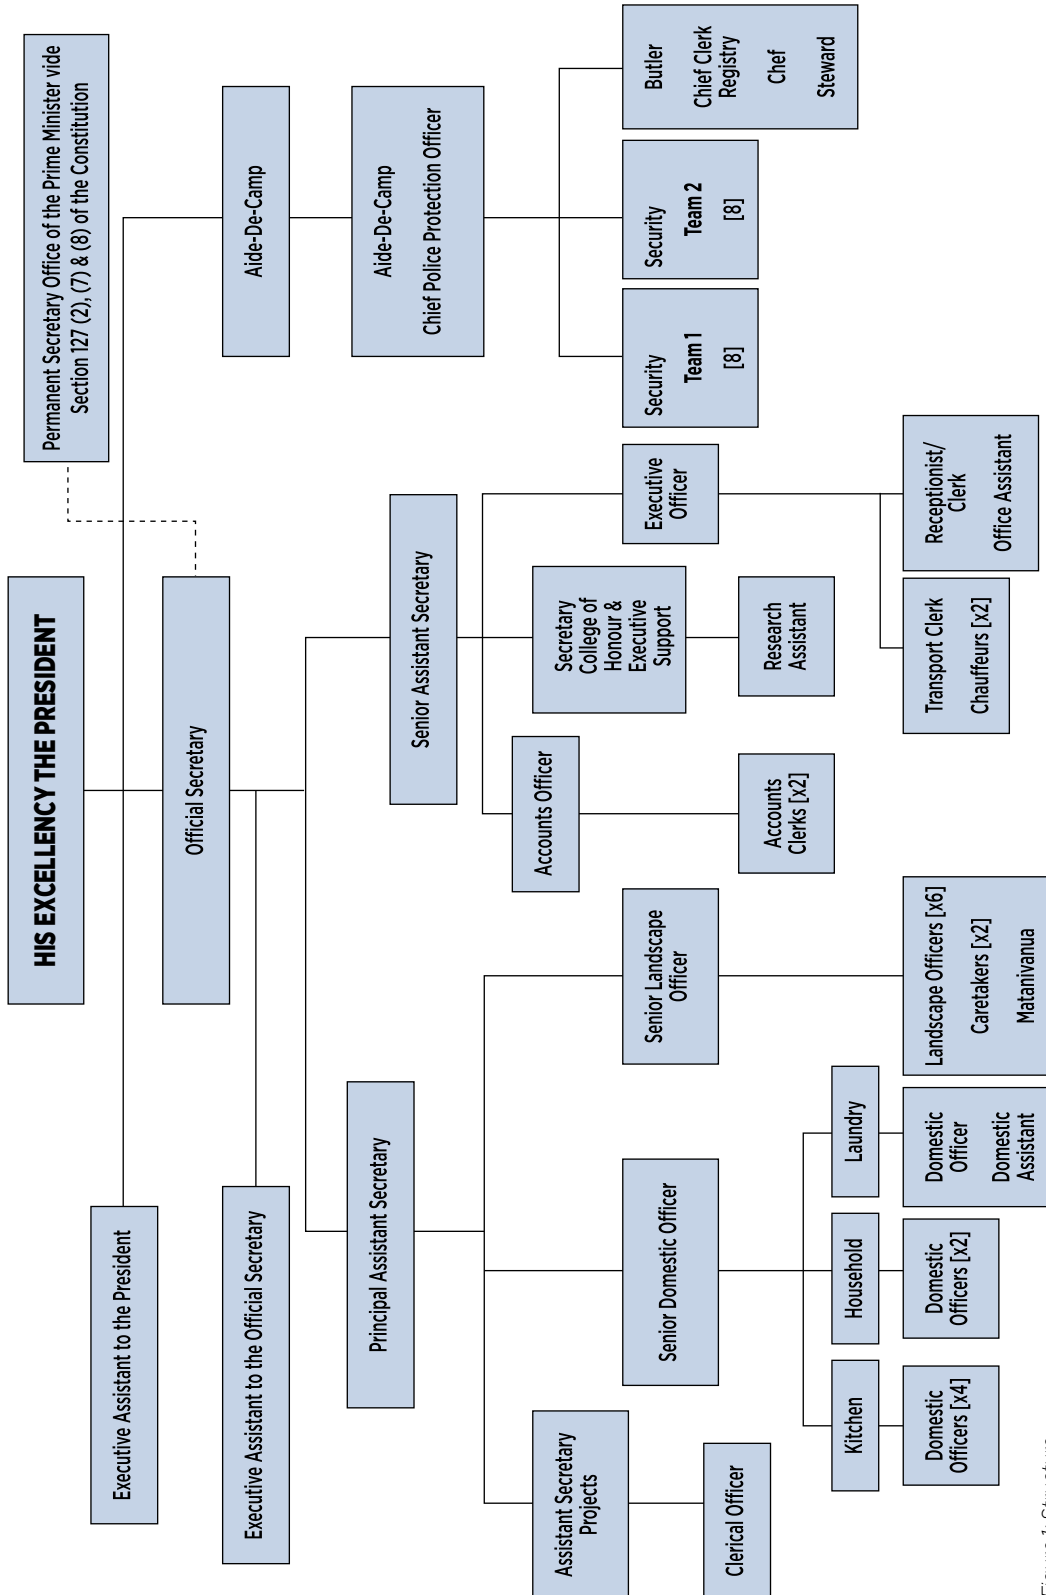 HIS EXCELLENCY THE PRESIDENT
Permanent Secretary Office of the Prime Minister vide
Section 127 (2), (7) & (8) of the Constitution
Executive Assistant to the President
Official Secretary
Executive Assistant to the Official Secretary
Aide-De-Camp
Principal Assistant Secretary
Senior Assistant Secretary
Aide-De-Camp
Chief Police Protection Officer
Assistant Secretary
Projects
Clerical Officer
Senior Domestic Officer
Senior Landscape
Officer
Accounts Officer
Secretary
College of
Honour &
Executive
Support
Executive
Officer
Security
Team 1
[8]
Security
Team 2
[8]
Butler
Chief Clerk
Registry
Chef
Steward
Accounts
Clerks [x2]
Research
Assistant
Kitchen
Household
Laundry
Domestic
Officers [x4]
Domestic
Officers [x2]
Domestic
Officer
Domestic
Assistant
Landscape Officers [x6]
Caretakers [x2]
Matanivanua
Transport Clerk
Chauffeurs [x2]
Receptionist/
Clerk
Office Assistant
Figure 1: Structure